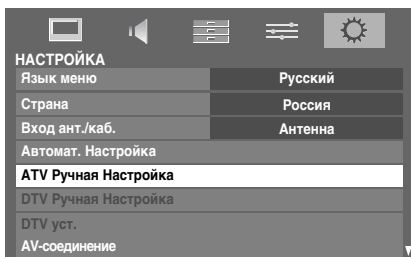 НАСТРОЙКА
Язык меню Русский
Страна Россия
Вход ант./каб. Антенна
Автомат. Настройка
ATV Ручная Настройка
DTV Ручная Настройка
DTV уст.
AV-соединение